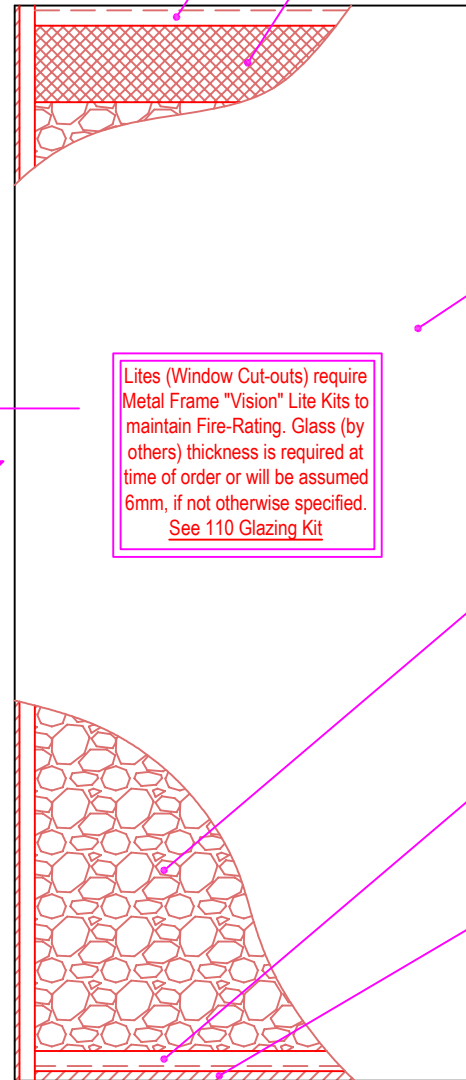 Lites (Window Cut-outs) require
Metal Frame "Vision" Lite Kits to
maintain Fire-Rating. Glass (by
others) thickness is required at
time of order or will be assumed
6mm, if not otherwise specified.
See 110 Glazing Kit